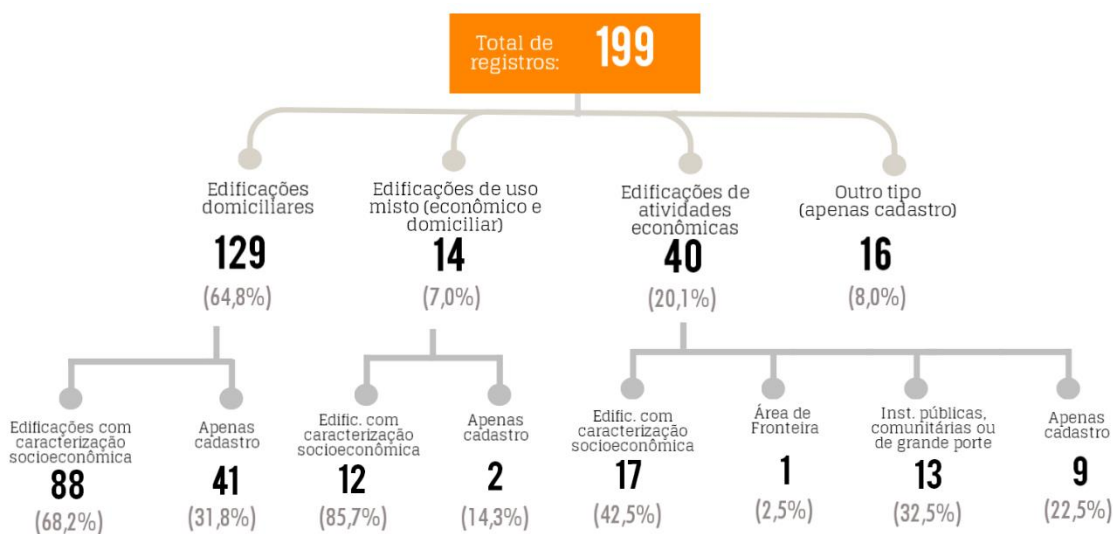 Total de
registros:
199
Edificações
domiciliares
129
(64,8%)
Edificações de uso
misto (econômico e
domiciliar)
14
(7,0%)
Edificações de
atividades
econômicas
40
(20,1%)
Outro tipo
(apenas cadastro)
16
(8,0%)
Edificações com
caracterização
socioeconômica
88
(68,2%)
Apenas
cadastro
41
(31,8%)
Edific. com
caracterização
socioeconômica
12
(85,7%)
Apenas
cadastro
2
(14,3%)
Edific. com
caracterização
socioeconômica
17
(42,5%)
Área de
Fronteira
1
(2,5%)
Inst. públicas,
comunitárias ou
de grande porte
13
(32,5%)
Apenas
cadastro
9
(22,5%)